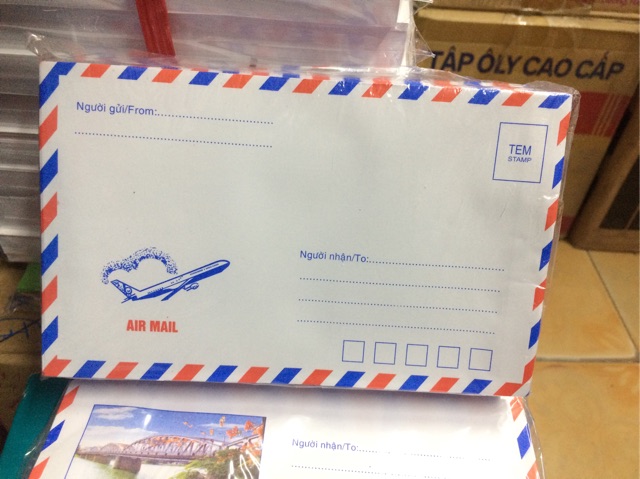 TẬP ÔLY CAO CẤP
Người gửi/From:
TEM
STAMP
Người nhận/To:
AIR MAIL
Người nhận/To: